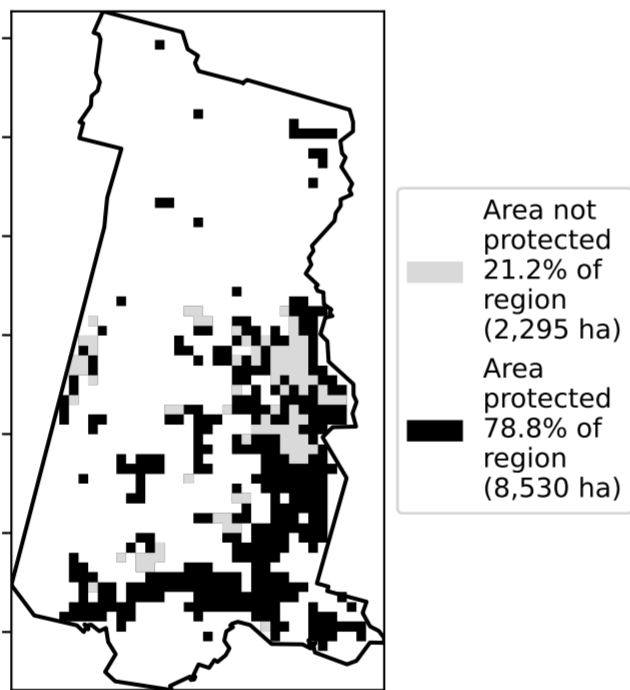 Area not
protected
21.2% of
region
(2,295 ha)
Area
protected
78.8% of
region
(8,530 ha)